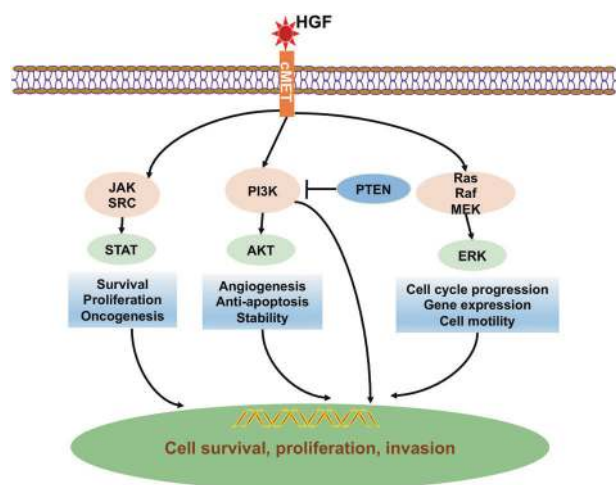 HGF
cMET
JAK
SRC
PI3K
PTEN
Ras
Raf
MEK
STAT
AKT
ERK
Survival
Proliferation
Oncogenesis
Angiogenesis
Anti-apoptosis
Stability
Cell cycle progression
Gene expression
Cell motility
Cell survival, proliferation, invasion